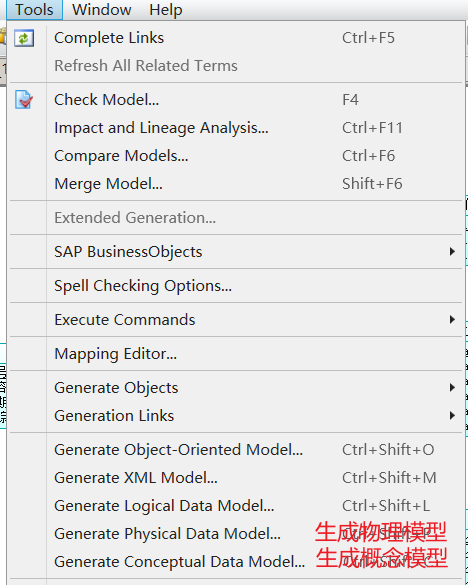 Tools Window Help
Complete Links Ctrl+F5
Refresh All Related Terms
Check Model... F4
Impact and Lineage Analysis... Ctrl+F11
Compare Models... Ctrl+F6
Merge Model... Shift+F6
Extended Generation...
SAP BusinessObjects
Spell Checking Options...
Execute Commands
Mapping Editor...
Generate Objects
Generation Links
Generate Object-Oriented Model... Ctrl+Shift+O
Generate XML Model... Ctrl+Shift+M
Generate Logical Data Model... Ctrl+Shift+L
Generate Physical Data Model... 生成物理模型
Generate Conceptual Data Model... 生成概念模型